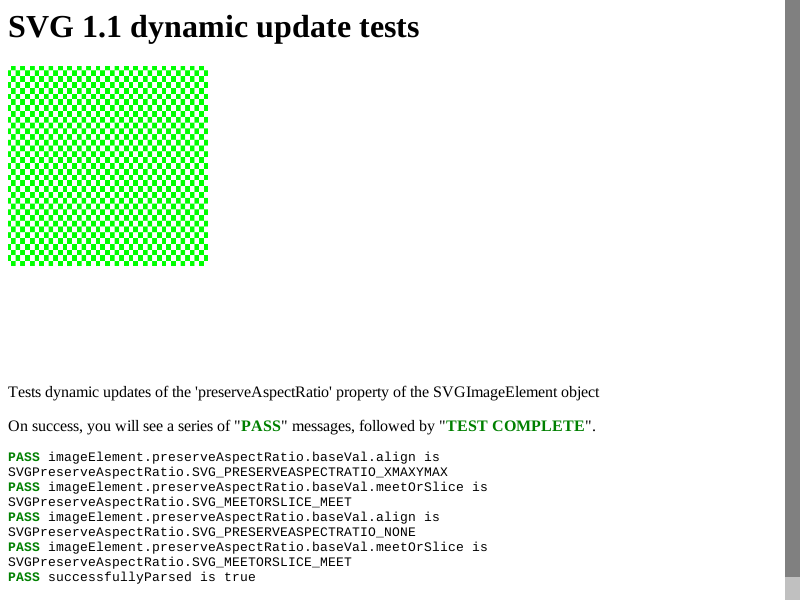 SVG 1.1 dynamic update tests
Tests dynamic updates of the 'preserveAspectRatio' property of the SVGImageElement object
On success, you will see a series of "PASS" messages, followed by "TEST COMPLETE".
PASS imageElement.preserveAspectRatio.baseVal.align is
SVGPreserveAspectRatio.SVG_PRESERVEASPECTRATIO_XMAXYMAX
PASS imageElement.preserveAspectRatio.baseVal.meetOrSlice is
SVGPreserveAspectRatio.SVG_MEETORSLICE_MEET
PASS imageElement.preserveAspectRatio.baseVal.align is
SVGPreserveAspectRatio.SVG_PRESERVEASPECTRATIO_NONE
PASS imageElement.preserveAspectRatio.baseVal.meetOrSlice is
SVGPreserveAspectRatio.SVG_MEETORSLICE_MEET
PASS successfullyParsed is true